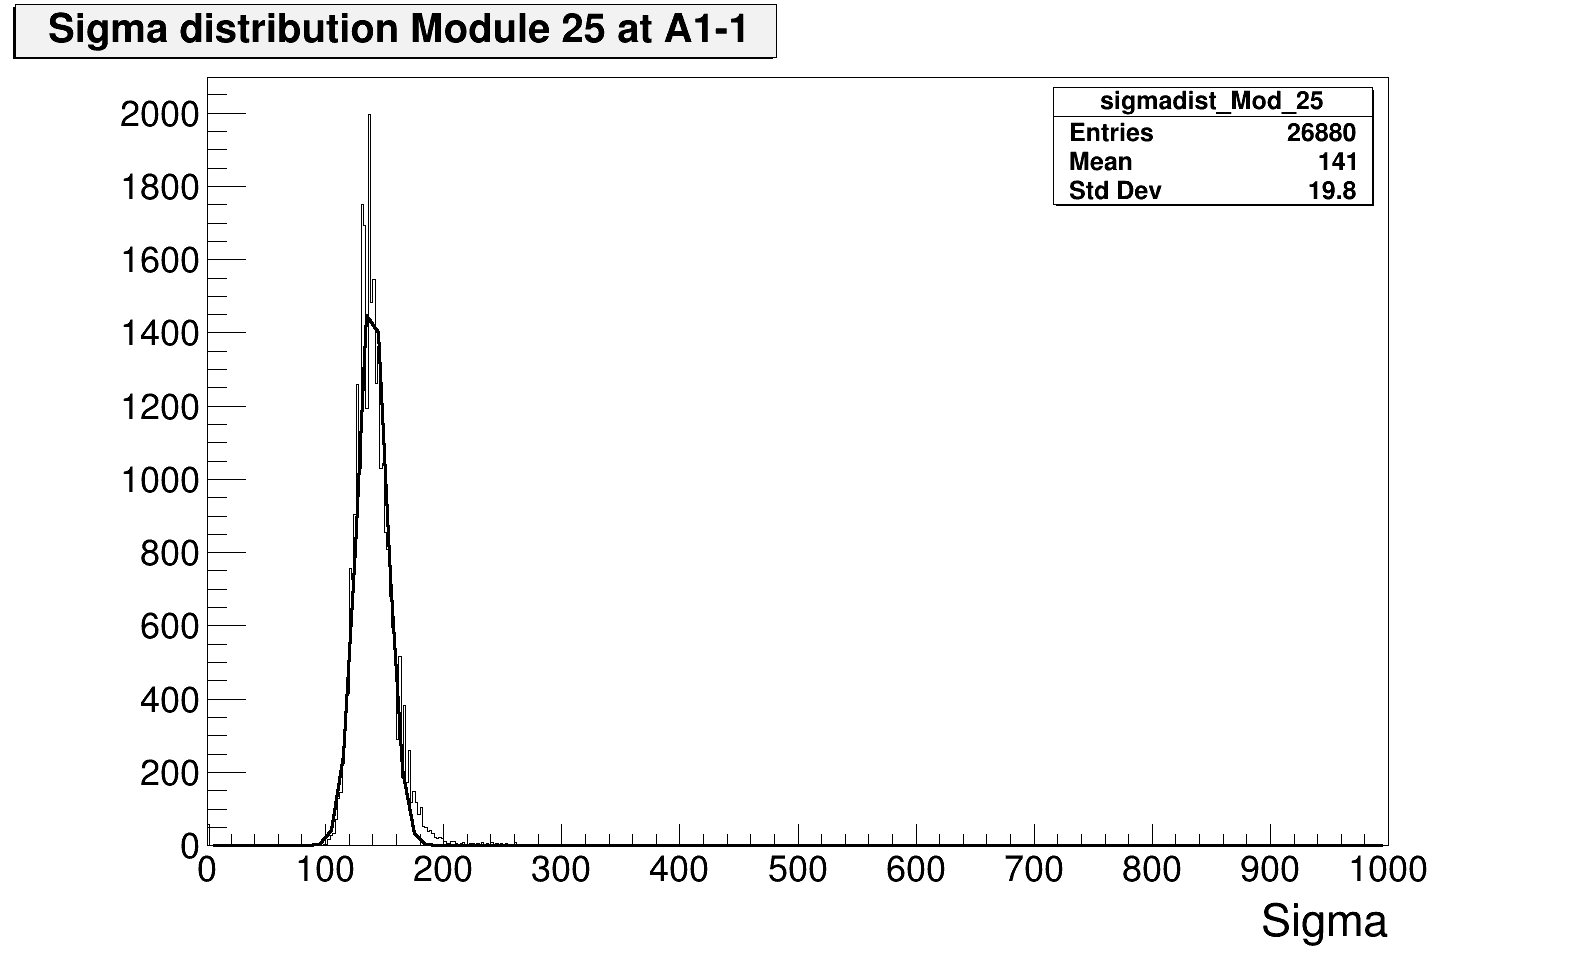 Sigma distribution Module 25 at A1-1
sigmadist_Mod_25
Entries 26880
Mean 141
Std Dev 19.8
2000
1800
1600
1400
1200
1000
800
600
400
200
0
0 100 200 300 400 500 600 700 800 900 1000
Sigma